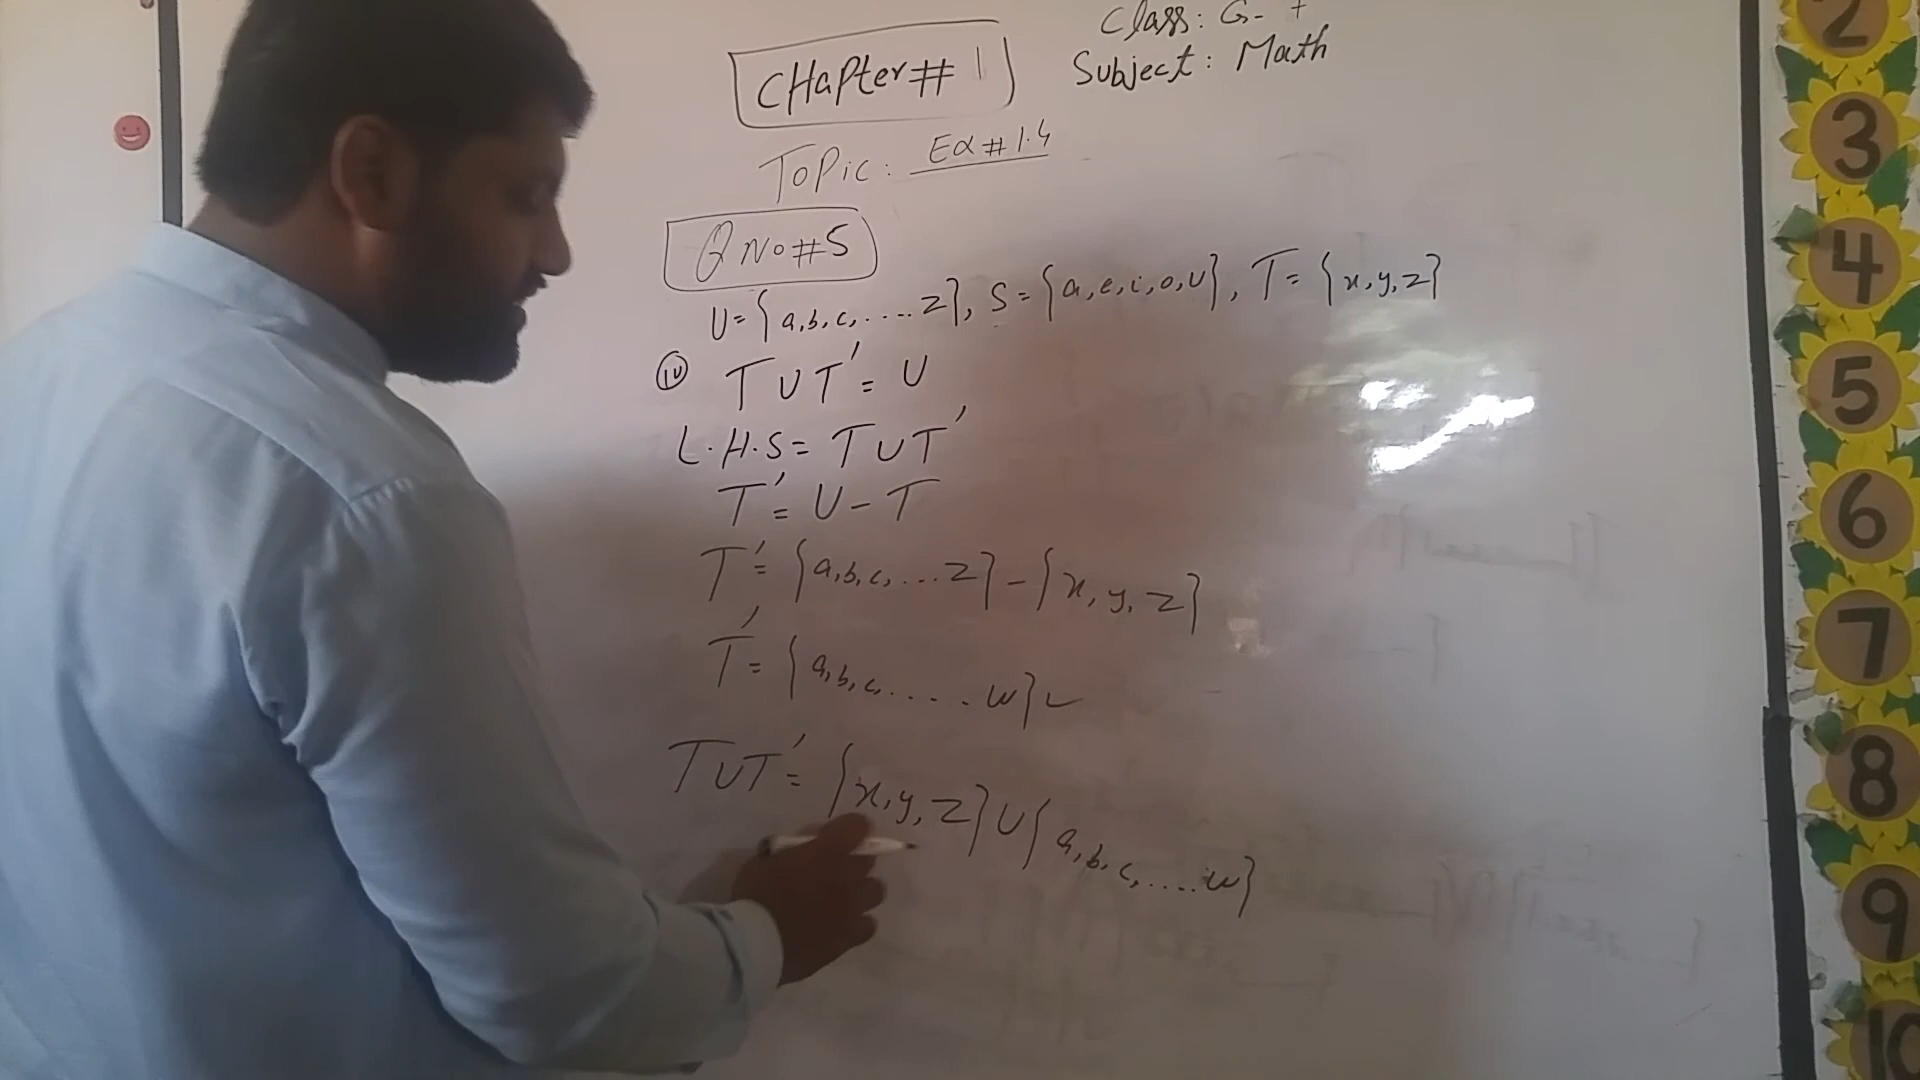 Class: G-
Subject: Math
CHapter# 1
Topic: Ex#1.4
Q No#5
U={a,b,c,....z}, S={a,e,i,o,u}, T={x,y,z}
(iv) T∪T'=U
L.H.S=T∪T'
T'=U-T
T'={a,b,c,...z}-{x,y,z}
T'={a,b,c,....w}
T∪T'={x,y,z}∪{a,b,c,....w}
2
3
4
5
6
7
8
9
10